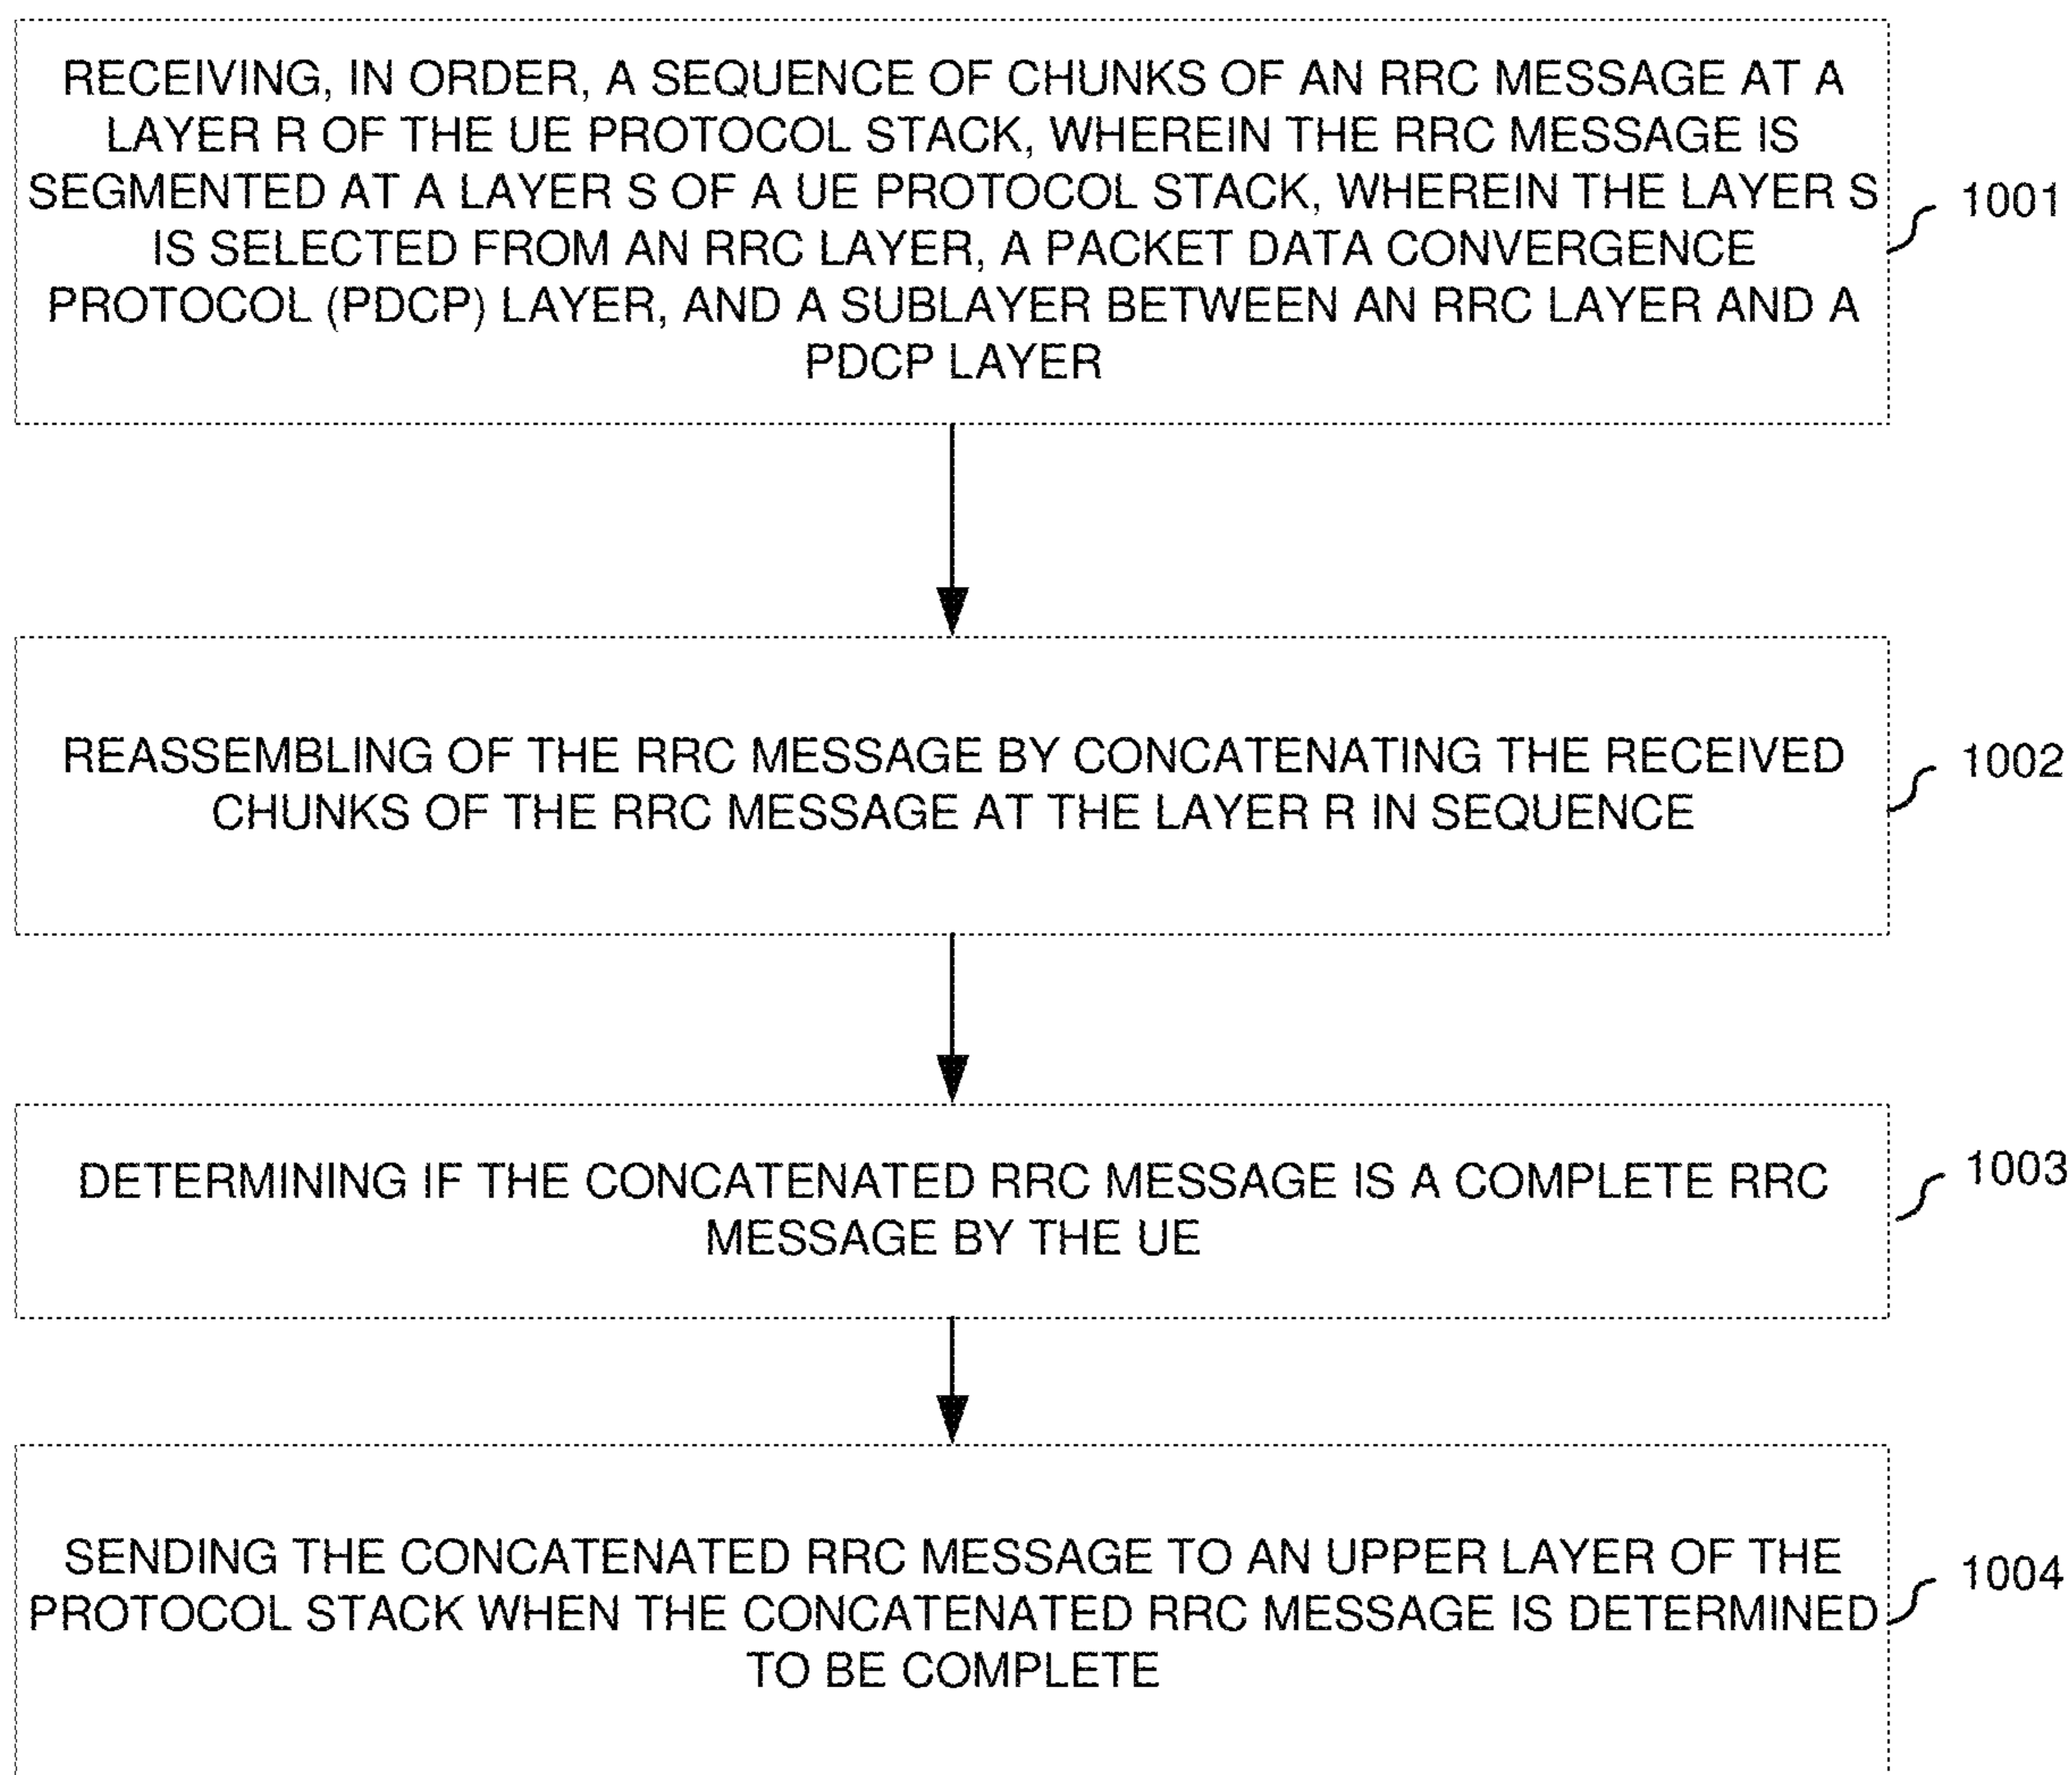 RECEIVING, IN ORDER, A SEQUENCE OF CHUNKS OF AN RRC MESSAGE AT A
LAYER R OF THE UE PROTOCOL STACK, WHEREIN THE RRC MESSAGE IS
SEGMENTED AT A LAYER S OF A UE PROTOCOL STACK, WHEREIN THE LAYER S
IS SELECTED FROM AN RRC LAYER, A PACKET DATA CONVERGENCE
PROTOCOL (PDCP) LAYER, AND A SUBLAYER BETWEEN AN RRC LAYER AND A
PDCP LAYER
1001
REASSEMBLING OF THE RRC MESSAGE BY CONCATENATING THE RECEIVED
CHUNKS OF THE RRC MESSAGE AT THE LAYER R IN SEQUENCE
1002
DETERMINING IF THE CONCATENATED RRC MESSAGE IS A COMPLETE RRC
MESSAGE BY THE UE
1003
SENDING THE CONCATENATED RRC MESSAGE TO AN UPPER LAYER OF THE
PROTOCOL STACK WHEN THE CONCATENATED RRC MESSAGE IS DETERMINED
TO BE COMPLETE
1004